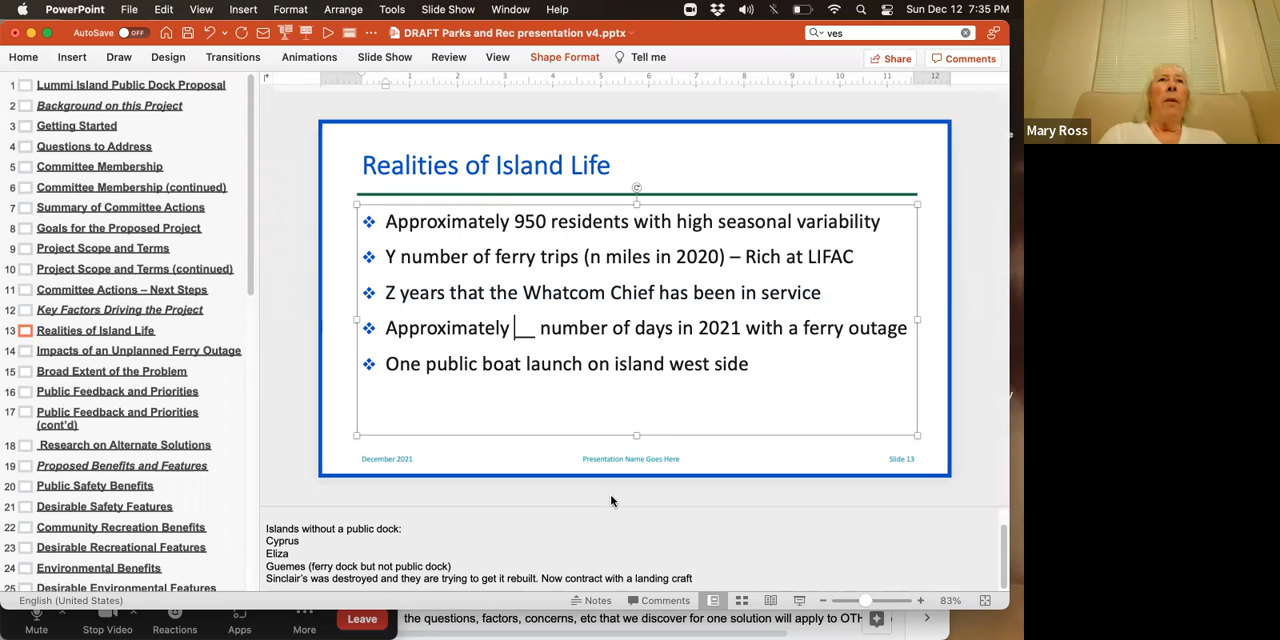 PowerPoint File Edit View Insert Format Arrange Tools Slide Show Window Help Sun Dec 12 7:35 PM
AutoSave OFF DRAFT Parks and Rec presentation v4.pptx ves
Home Insert Draw Design Transitions Animations Slide Show Review View Shape Format Tell me Share Comments
1 Lummi Island Public Dock Proposal
2 Background on this Project
3 Getting Started
4 Questions to Address
5 Committee Membership
6 Committee Membership (continued)
7 Summary of Committee Actions
8 Goals for the Proposed Project
9 Project Scope and Terms
10 Project Scope and Terms (continued)
11 Committee Actions – Next Steps
12 Key Factors Driving the Project
13 Realities of Island Life
14 Impacts of an Unplanned Ferry Outage
15 Broad Extent of the Problem
16 Public Feedback and Priorities
17 Public Feedback and Priorities
(cont'd)
18 Research on Alternate Solutions
19 Proposed Benefits and Features
20 Public Safety Benefits
21 Desirable Safety Features
22 Community Recreation Benefits
23 Desirable Recreational Features
24 Environmental Benefits
25 Desirable Environmental Features
1 2 3 4 5 6 7 8 9 10 11 12
Realities of Island Life
Approximately 950 residents with high seasonal variability
Y number of ferry trips (n miles in 2020) – Rich at LIFAC
Z years that the Whatcom Chief has been in service
Approximately __ number of days in 2021 with a ferry outage
One public boat launch on island west side
December 2021 Presentation Name Goes Here Slide 13
Islands without a public dock:
Cyprus
Eliza
Guemes (ferry dock but not public dock)
Sinclair's was destroyed and they are trying to get it rebuilt. Now contract with a landing craft
English (United States) Notes Comments 83%
Mute Stop Video Reactions Apps More Leave
the questions, factors, concerns, etc that we discover for one solution will apply to OTH
Mary Ross